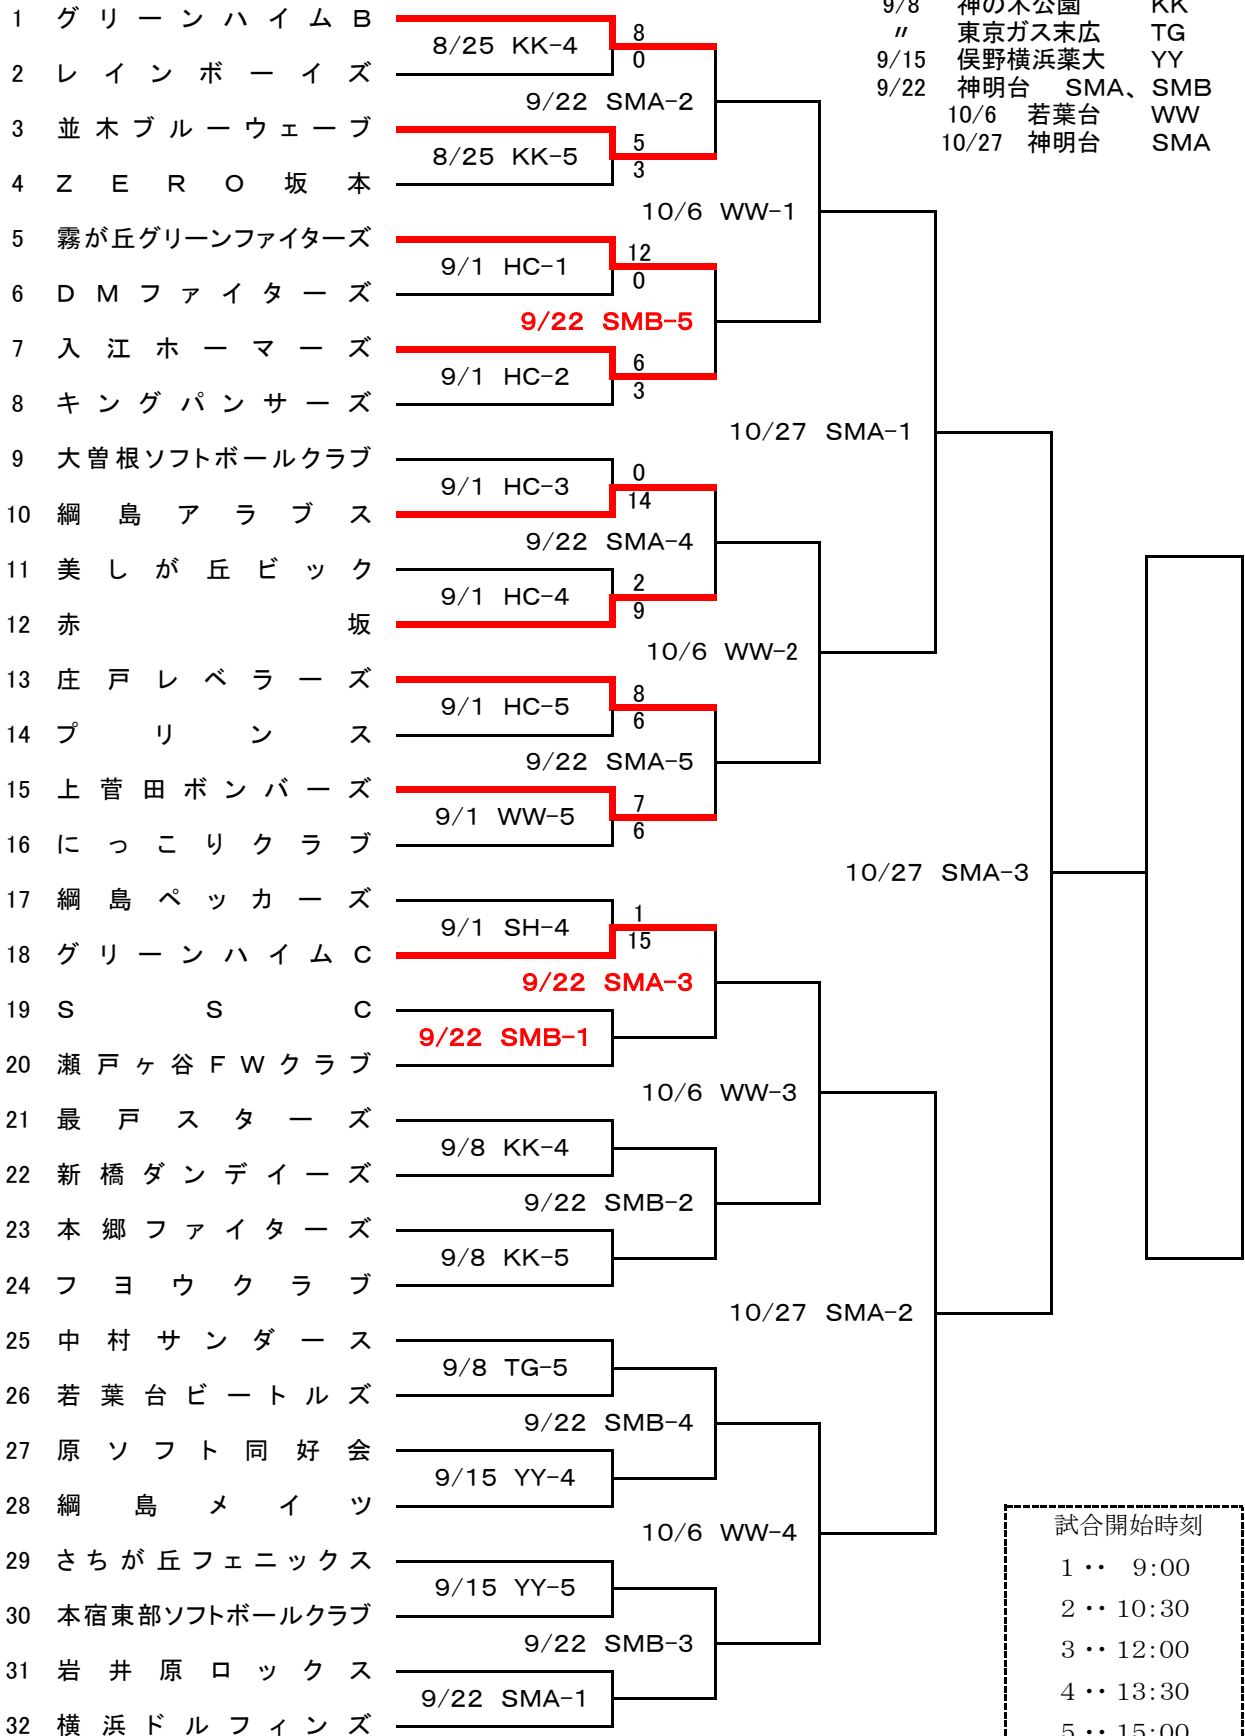 9/8 神の木公園 KK
1 グリーンハイムB
8/25 KK-4
8
0
〃 東京ガス末広 TG
2 レインボーイズ
9/15 俣野横浜薬大 YY
9/22 神明台 SMA、SMB
9/22 SMA-2
10/6 若葉台 WW
3 並木ブルーウェーブ
8/25 KK-5
5
3
10/27 神明台 SMA
4 ZERO坂本
10/6 WW-1
5 霧が丘グリーンファイターズ
9/1 HC-1
12
0
6 DMファイターズ
9/22 SMB-5
7 入江ホーマーズ
9/1 HC-2
6
3
8 キングパンサーズ
10/27 SMA-1
9 大曽根ソフトボールクラブ
9/1 HC-3
0
14
10 綱島アラブス
9/22 SMA-4
11 美しが丘ビック
9/1 HC-4
2
9
12 赤坂
10/6 WW-2
13 庄戸レベラーズ
9/1 HC-5
8
6
14 プリンス
9/22 SMA-5
15 上菅田ボンバーズ
9/1 WW-5
7
6
16 にっこりクラブ
10/27 SMA-3
17 綱島ペッカーズ
9/1 SH-4
1
15
18 グリーンハイムC
9/22 SMA-3
19 SSC
9/22 SMB-1
20 瀬戸ヶ谷FWクラブ
10/6 WW-3
21 最戸スターズ
9/8 KK-4
22 新橋ダンデイーズ
9/22 SMB-2
23 本郷ファイターズ
9/8 KK-5
24 フヨウクラブ
10/27 SMA-2
25 中村サンダース
9/8 TG-5
26 若葉台ビートルズ
9/22 SMB-4
27 原ソフト同好会
9/15 YY-4
28 綱島メイツ
10/6 WW-4
29 さちが丘フェニックス
9/15 YY-5
30 本宿東部ソフトボールクラブ
9/22 SMB-3
31 岩井原ロックス
9/22 SMA-1
32 横浜ドルフィンズ
試合開始時刻
1‥ 9:00
2‥10:30
3‥12:00
4‥13:30
5‥15:00